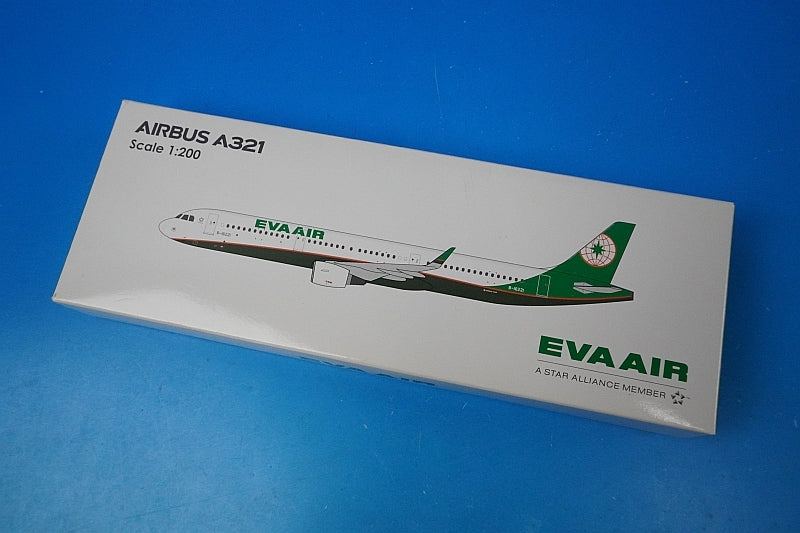 AIRBUS A321
Scale 1:200
EVA AIR
EVA AIR
A STAR ALLIANCE MEMBER